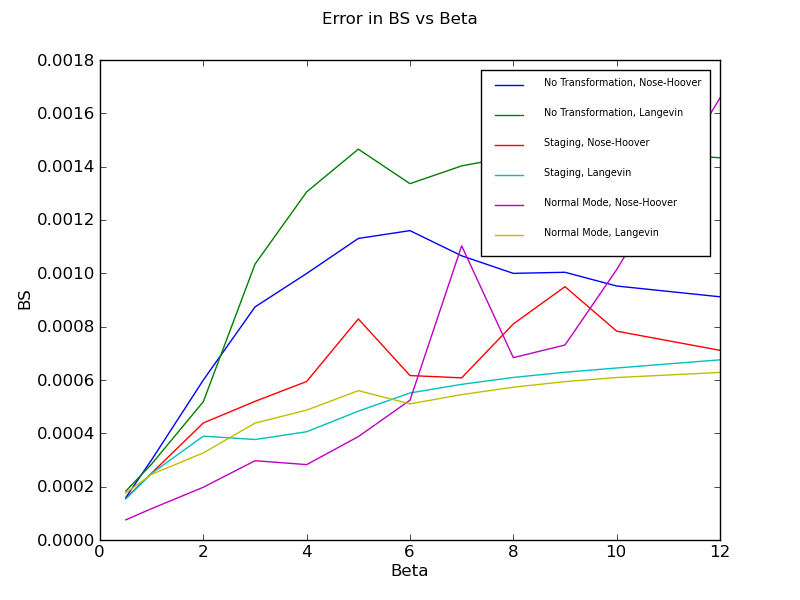 Error in BS vs Beta
0.0018
0.0016
0.0014
0.0012
0.0010
0.0008
0.0006
0.0004
0.0002
0.0000
BS
No Transformation, Nose-Hoover
No Transformation, Langevin
Staging, Nose-Hoover
Staging, Langevin
Normal Mode, Nose-Hoover
Normal Mode, Langevin
0 2 4 6 8 10 12
Beta